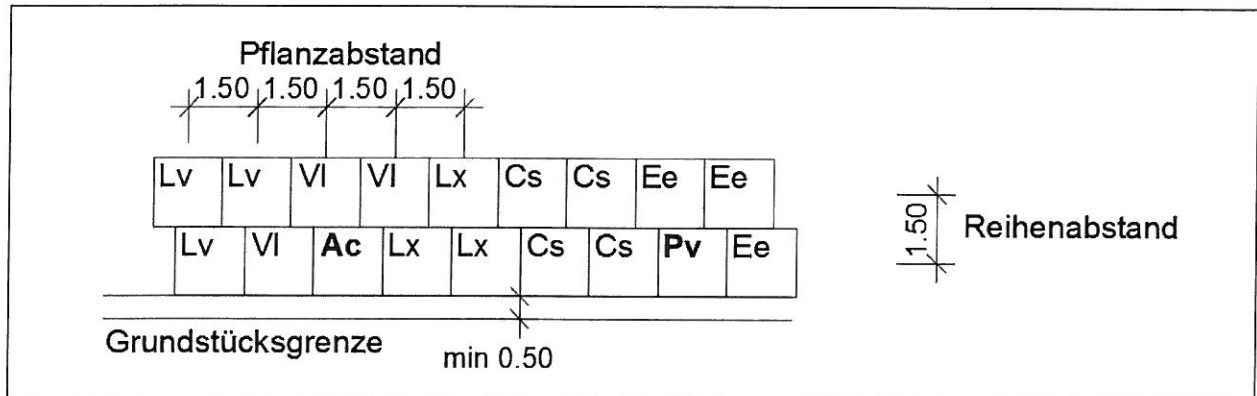 Pflanzabstand
1.50 1.50 1.50 1.50
Lv Lv Vl Vl Lx Cs Cs Ee Ee
Lv Vl Ac Lx Lx Cs Cs Pv Ee
1.50 Reihenabstand
Grundstücksgrenze
min 0.50